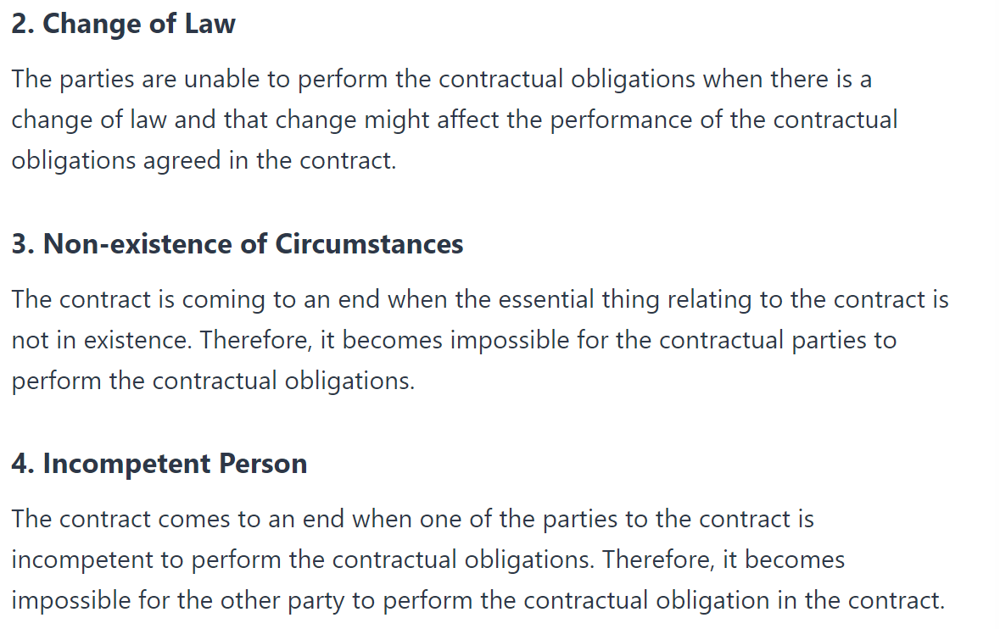 2. Change of Law
The parties are unable to perform the contractual obligations when there is a
change of law and that change might affect the performance of the contractual
obligations agreed in the contract.
3. Non-existence of Circumstances
The contract is coming to an end when the essential thing relating to the contract is
not in existence. Therefore, it becomes impossible for the contractual parties to
perform the contractual obligations.
4. Incompetent Person
The contract comes to an end when one of the parties to the contract is
incompetent to perform the contractual obligations. Therefore, it becomes
impossible for the other party to perform the contractual obligation in the contract.